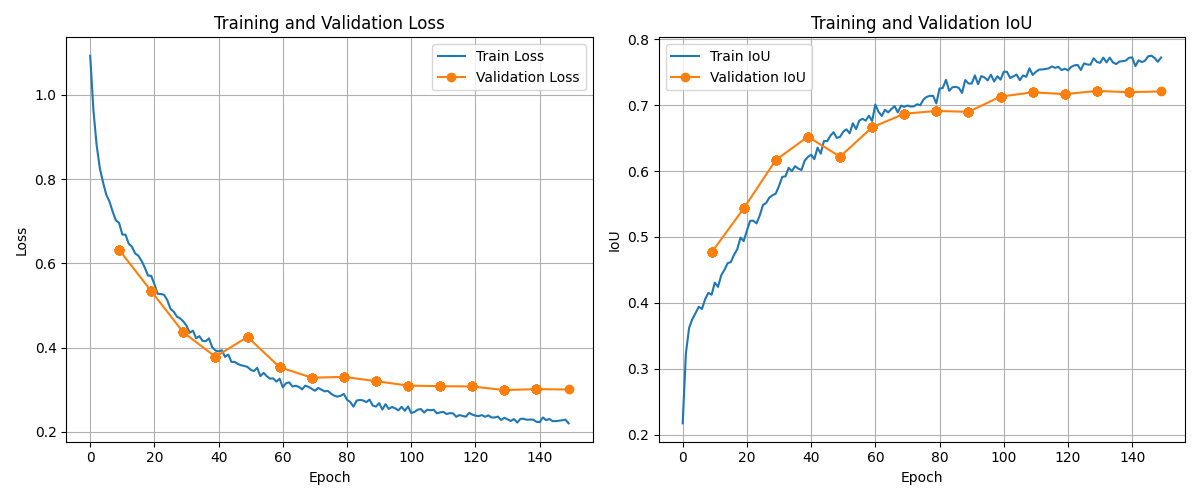 Training and Validation Loss
Train Loss
Validation Loss
1.0
0.8
0.6
0.4
0.2
Loss
0 20 40 60 80 100 120 140
Epoch
Training and Validation IoU
Train IoU
Validation IoU
0.8
0.7
0.6
0.5
0.4
0.3
0.2
IoU
0 20 40 60 80 100 120 140
Epoch